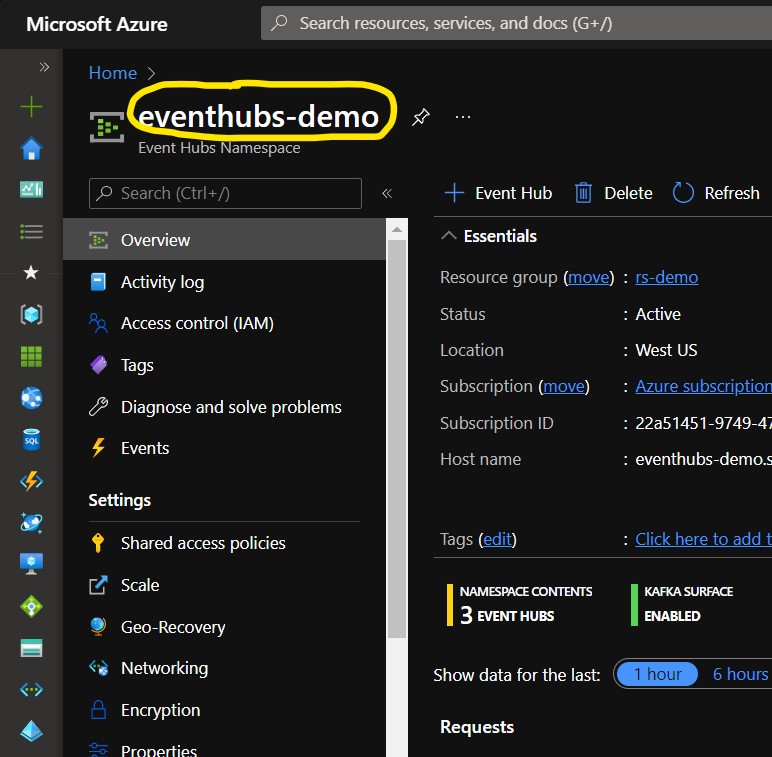 Microsoft Azure
Search resources, services, and docs (G+/)
Home
eventhubs-demo
Event Hubs Namespace
Search (Ctrl+/)
Overview
Activity log
Access control (IAM)
Tags
Diagnose and solve problems
Events
Settings
Shared access policies
Scale
Geo-Recovery
Networking
Encryption
Properties
Event Hub Delete Refresh
Essentials
Resource group (move) : rs-demo
Status : Active
Location : West US
Subscription (move) : Azure subscription
Subscription ID : 22a51451-9749-47
Host name : eventhubs-demo.s
Tags (edit) : Click here to add t
NAMESPACE CONTENTS
3 EVENT HUBS
KAFKA SURFACE
ENABLED
Show data for the last: 1 hour 6 hours
Requests
SQL